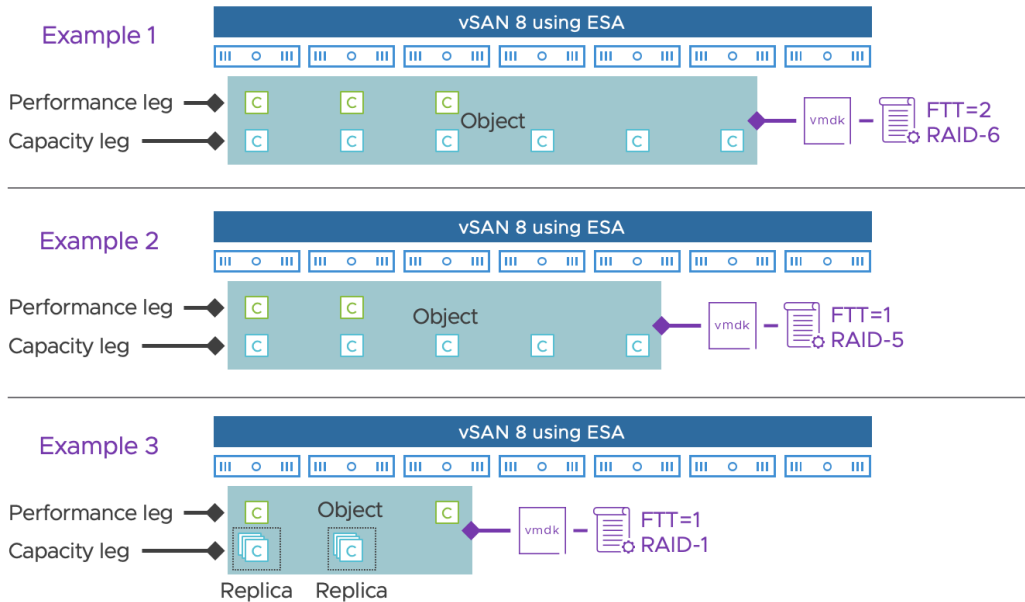 Example 1
vSAN 8 using ESA
Performance leg
C C C
Object
Capacity leg
C C C C C C
vmdk
FTT=2
RAID-6
Example 2
vSAN 8 using ESA
Performance leg
C C
Object
Capacity leg
C C C C C
vmdk
FTT=1
RAID-5
Example 3
vSAN 8 using ESA
Performance leg
C Object C
Capacity leg
C C
Replica Replica
vmdk
FTT=1
RAID-1